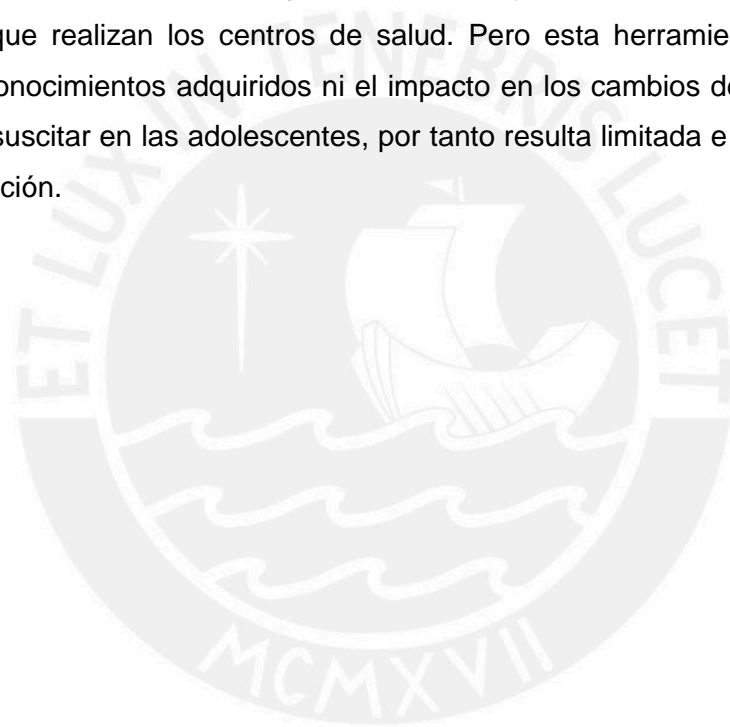 que realizan los centros de salud. Pero esta herramie
onocimientos adquiridos ni el impacto en los cambios d
suscitar en las adolescentes, por tanto resulta limitada e
ción.
ET LUX IN TENEBRIS LUCET
MCMXVII